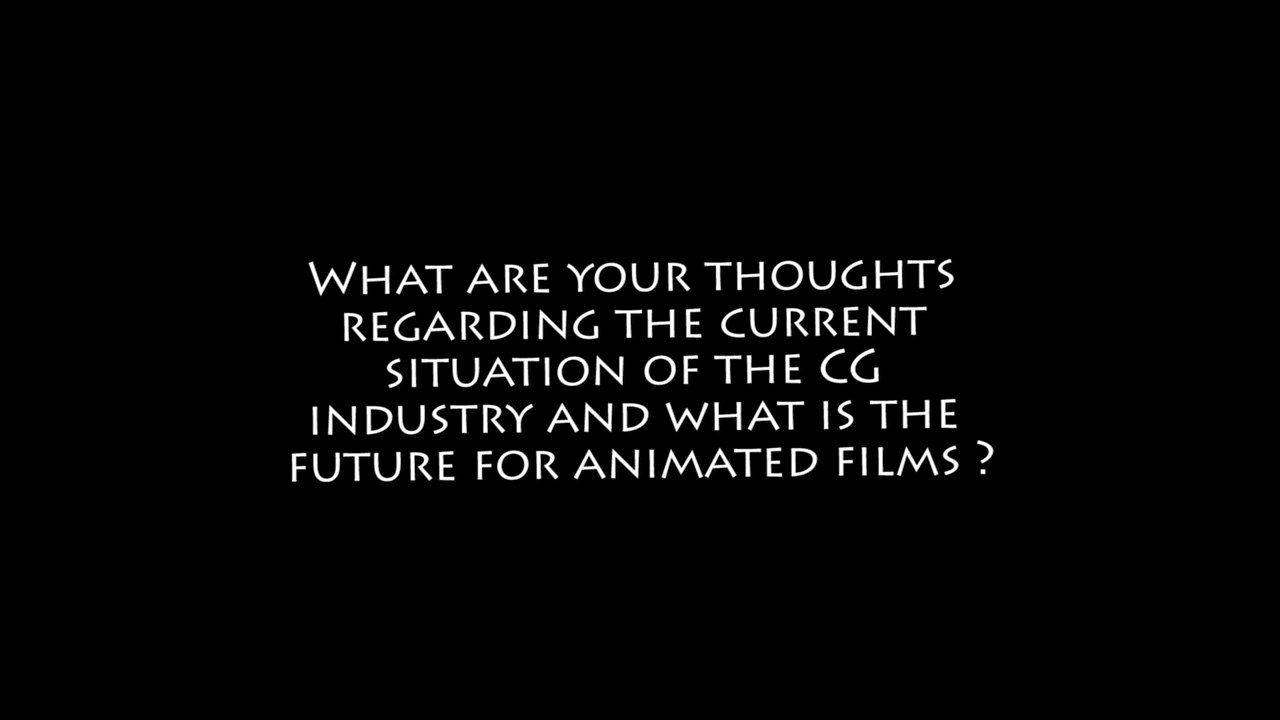 What are your thoughts
regarding the current
situation of the CG
industry and what is the
future for animated films ?